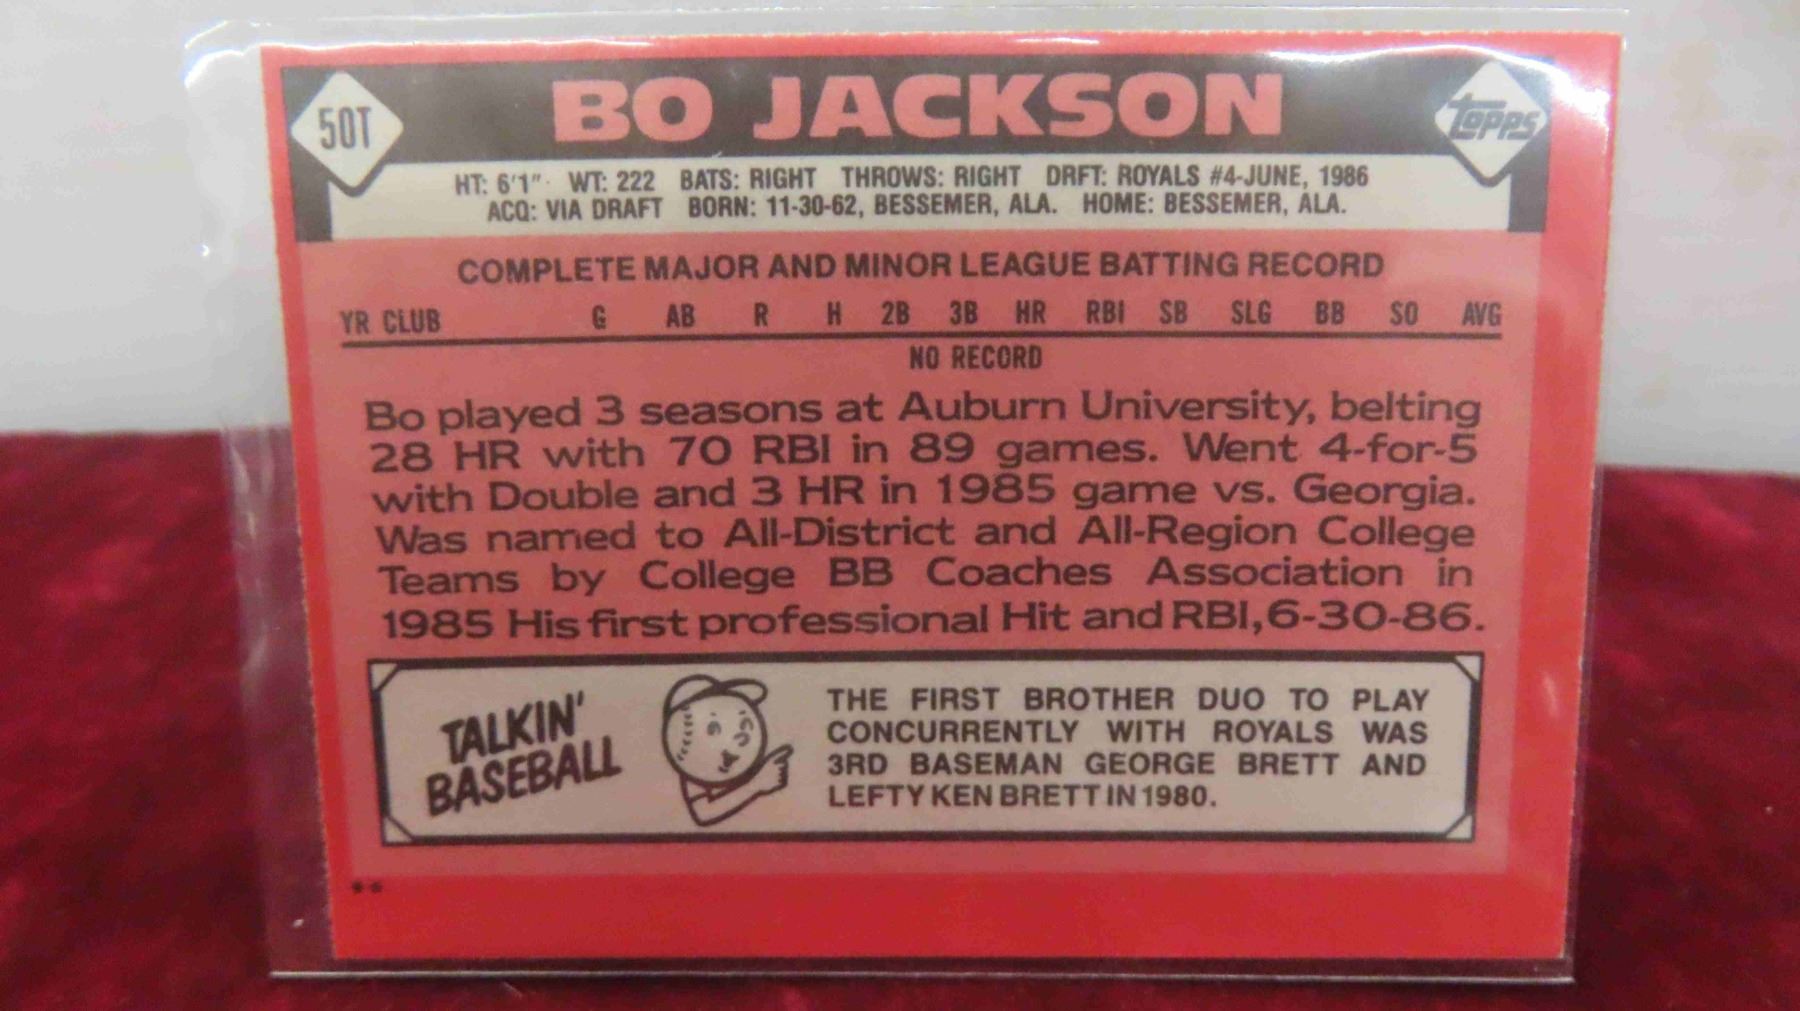 50T
BO JACKSON
topps
HT: 6'1" WT: 222 BATS: RIGHT THROWS: RIGHT DRFT: ROYALS #4-JUNE, 1986
ACQ: VIA DRAFT BORN: 11-30-62, BESSEMER, ALA. HOME: BESSEMER, ALA.
COMPLETE MAJOR AND MINOR LEAGUE BATTING RECORD
YR CLUB G AB R H 2B 3B HR RBI SB SLG BB SO AVG
NO RECORD
Bo played 3 seasons at Auburn University, belting
28 HR with 70 RBI in 89 games. Went 4-for-5
with Double and 3 HR in 1985 game vs. Georgia.
Was named to All-District and All-Region College
Teams by College BB Coaches Association in
1985 His first professional Hit and RBI, 6-30-86.
TALKIN'
BASEBALL
THE FIRST BROTHER DUO TO PLAY
CONCURRENTLY WITH ROYALS WAS
3RD BASEMAN GEORGE BRETT AND
LEFTY KEN BRETT IN 1980.
**